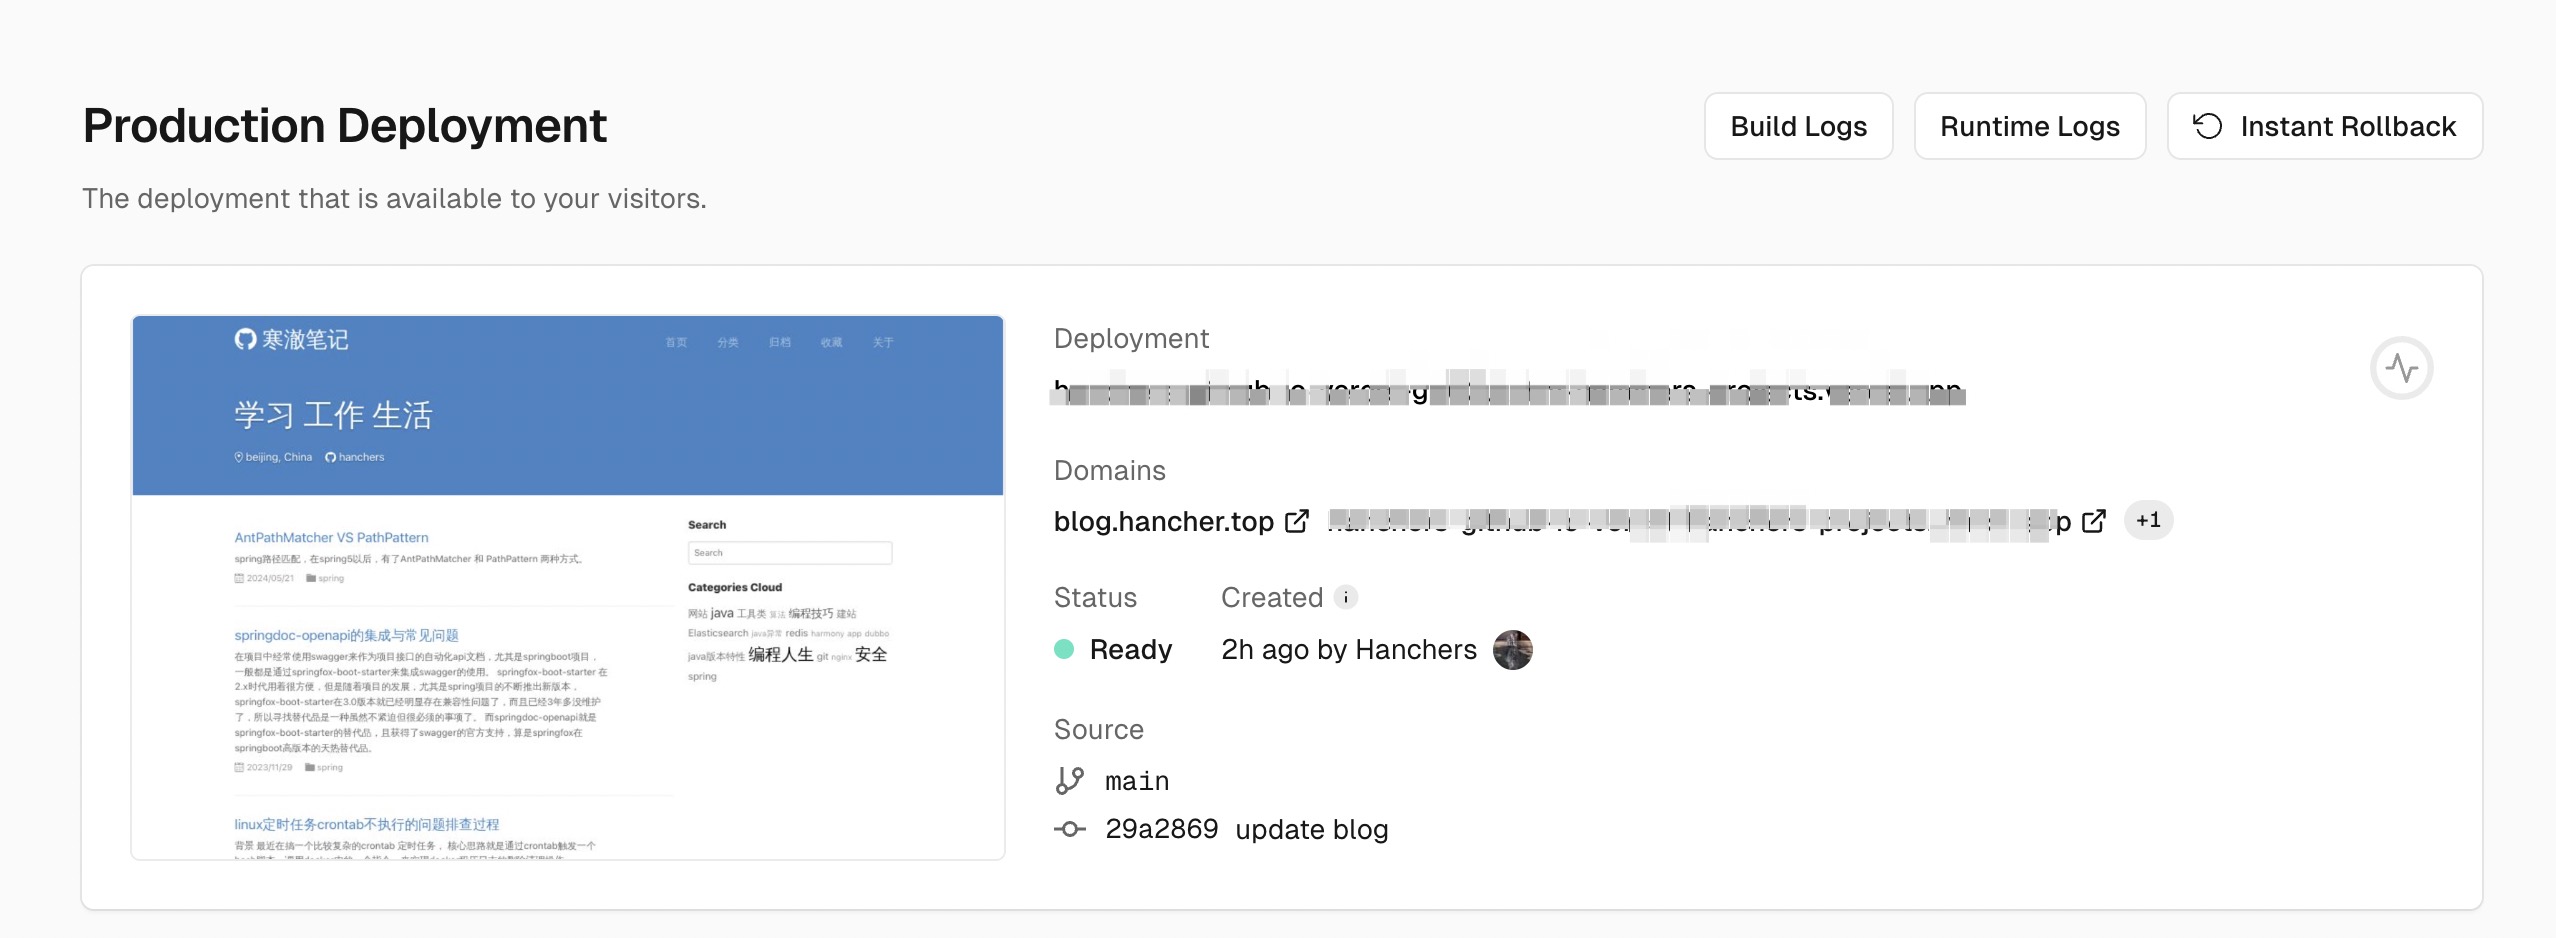 Production Deployment
Build Logs
Runtime Logs
Instant Rollback
The deployment that is available to your visitors.
寒澈笔记
首页 分类 归档 收藏 关于
学习 工作 生活
beijing, China hanchers
AntPathMatcher VS PathPattern
spring路径匹配，在spring5以后，有了AntPathMatcher 和 PathPattern 两种方式。
2024/05/21 spring
springdoc-openapi的集成与常见问题
在项目中经常使用swagger来作为项目接口的自动化api文档，尤其是springboot项目，
一般都是通过springfox-boot-starter来集成swagger的使用。 springfox-boot-starter 在
2.x时代用着很方便，但是随着项目的发展，尤其是spring项目的不断推出新版本，
springfox-boot-starter在3.0版本就已经明显存在兼容性问题了，而且已经3年多没维护
了，所以寻找替代品是一种虽然不紧迫但很必须的事项了。 而springdoc-openapi就是
springfox-boot-starter的替代品，且获得了swagger的官方支持，算是springfox在
springboot高版本的天热替代品。
2023/11/29 spring
linux定时任务crontab不执行的问题排查过程
背景 最近在搞一个比较复杂的crontab 定时任务， 核心思路就是通过crontab触发一个
Search
Search
Categories Cloud
网站 java 工具类 算法 编程技巧 建站
Elasticsearch java异常 redis harmony app dubbo
java版本特性 编程人生 git nginx 安全
spring
Deployment
Domains
blog.hancher.top
+1
Status
Created
Ready
2h ago by Hanchers
Source
main
29a2869 update blog